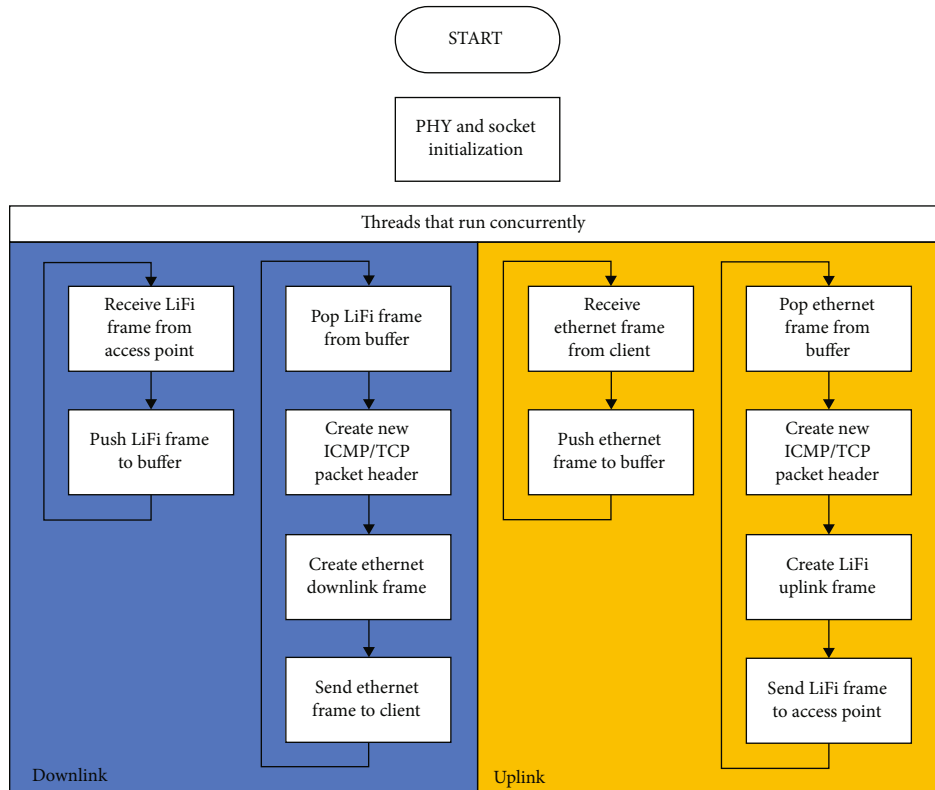 START
PHY and socket
initialization
Threads that run concurrently
Receive LiFi
frame from
access point
Push LiFi frame
to buffer
Pop LiFi frame
from buffer
Create new
ICMP/TCP
packet header
Create ethernet
downlink frame
Send ethernet
frame to client
Downlink
Receive
ethernet frame
from client
Push ethernet
frame to buffer
Pop ethernet
frame from
buffer
Create new
ICMP/TCP
packet header
Create LiFi
uplink frame
Send LiFi frame
to access point
Uplink